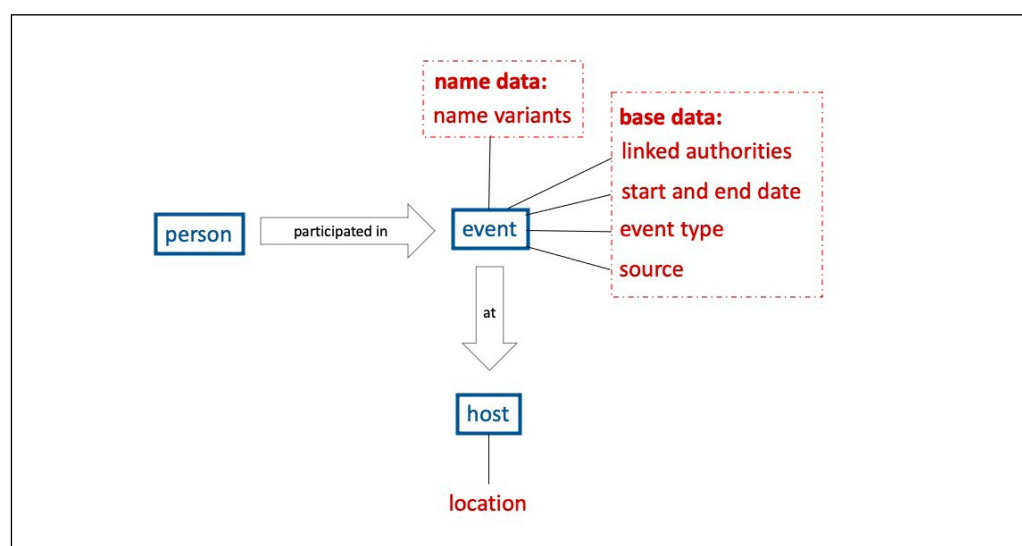 name data:
name variants
base data:
linked authorities
start and end date
event type
source
person
participated in
event
at
host
location